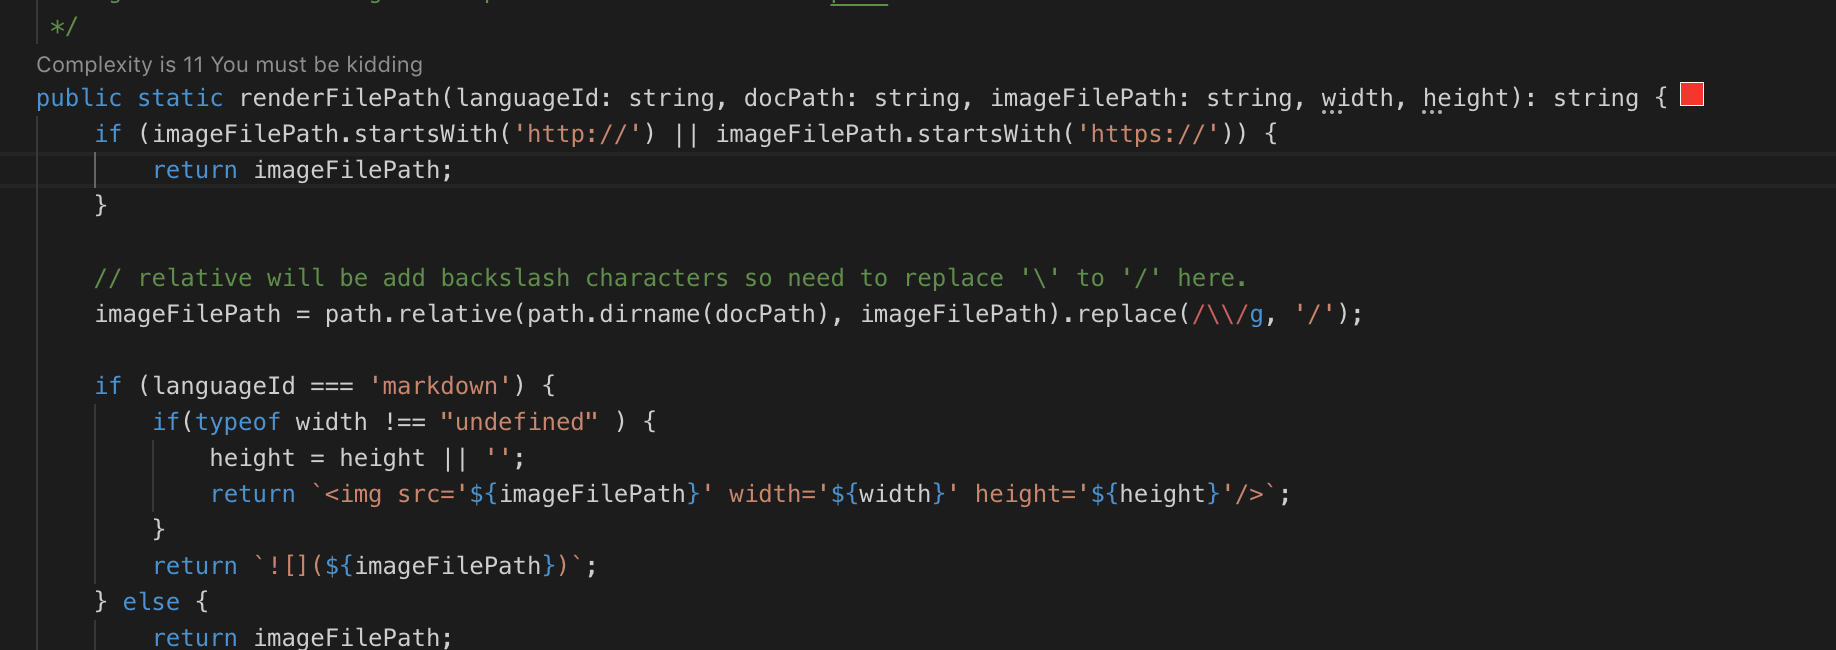 */
Complexity is 11 You must be kidding
public static renderFilePath(languageId: string, docPath: string, imageFilePath: string, width, height): string {
if (imageFilePath.startsWith('http://') || imageFilePath.startsWith('https://')) {
return imageFilePath;
}
// relative will be add backslash characters so need to replace '\' to '/' here.
imageFilePath = path.relative(path.dirname(docPath), imageFilePath).replace(/\\/g, '/');
if (languageId === 'markdown') {
if(typeof width !== "undefined" ) {
height = height || '';
return `<img src='${imageFilePath}' width='${width}' height='${height}'/>`;
}
return `![](${imageFilePath})`;
} else {
return imageFilePath;